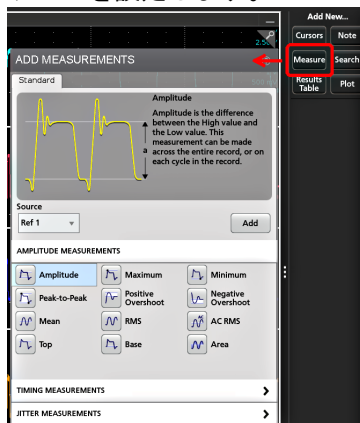 Add New...
Cursors
Note
2.50
ADD MEASUREMENTS
Measure
Search
Standard
Results Table
Plot
Amplitude
Amplitude is the difference
between the High value and
the Low value. This
measurement can be made
across the entire record, or on
each cycle in the record.
a
Source
Ref 1
Add
AMPLITUDE MEASUREMENTS
Amplitude
Maximum
Minimum
Peak-to-Peak
Positive Overshoot
Negative Overshoot
Mean
RMS
AC RMS
Top
Base
Area
TIMING MEASUREMENTS
JITTER MEASUREMENTS